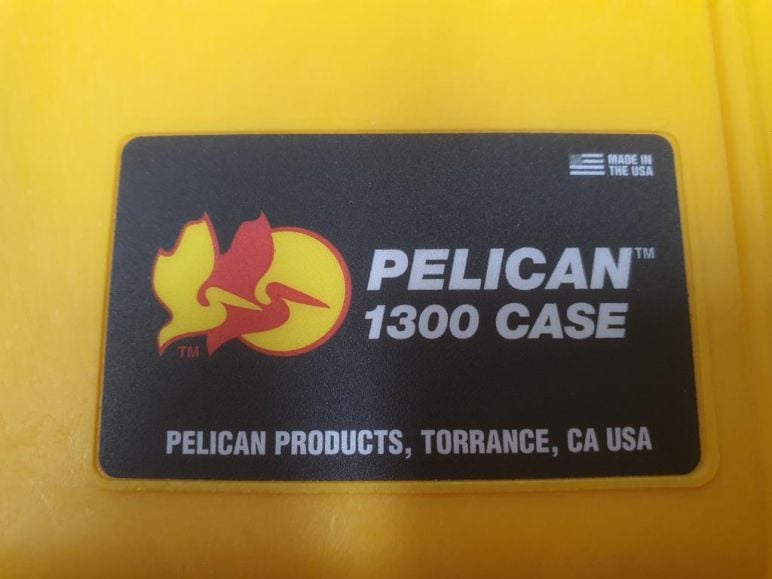 MADE IN
THE USA
PELICAN™
1300 CASE
TM
PELICAN PRODUCTS, TORRANCE, CA USA